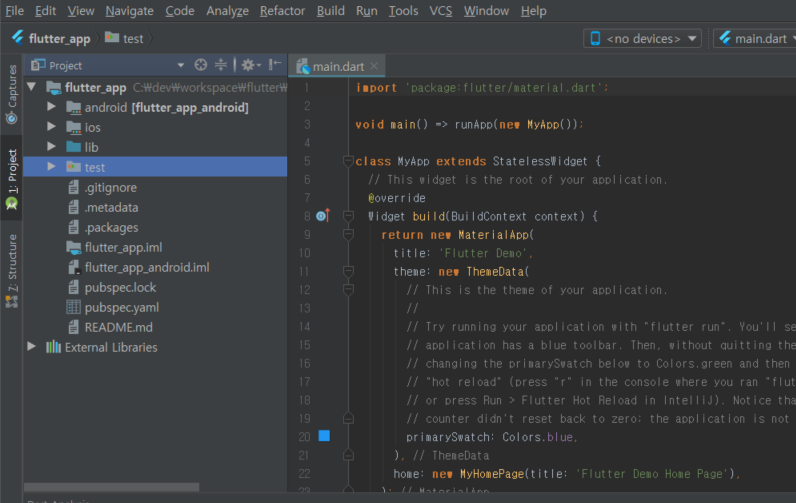 File Edit View Navigate Code Analyze Refactor Build Run Tools VCS Window Help
flutter_app test <no devices> main.dart
Project main.dart
flutter_app C:₩dev₩workspace₩flutter₩
android [flutter_app_android]
ios
lib
test
.gitignore
.metadata
.packages
flutter_app.iml
flutter_app_android.iml
pubspec.lock
pubspec.yaml
README.md
External Libraries
Captures
1: Project
7: Structure
1 import 'package:flutter/material.dart';
2
3 void main() => runApp(new MyApp());
4
5 class MyApp extends StatelessWidget {
6 // This widget is the root of your application.
7 @override
8 Widget build(BuildContext context) {
9 return new MaterialApp(
10 title: 'Flutter Demo',
11 theme: new ThemeData(
12 // This is the theme of your application.
13 //
14 // Try running your application with "flutter run". You'll se
15 // application has a blue toolbar. Then, without quitting the
16 // changing the primarySwatch below to Colors.green and then
17 // "hot reload" (press "r" in the console where you ran "flut
18 // or press Run > Flutter Hot Reload in IntelliJ). Notice tha
19 // counter didn't reset back to zero; the application is not
20 primarySwatch: Colors.blue,
21 ), // ThemeData
22 home: new MyHomePage(title: 'Flutter Demo Home Page'),
23 ); // MaterialApp